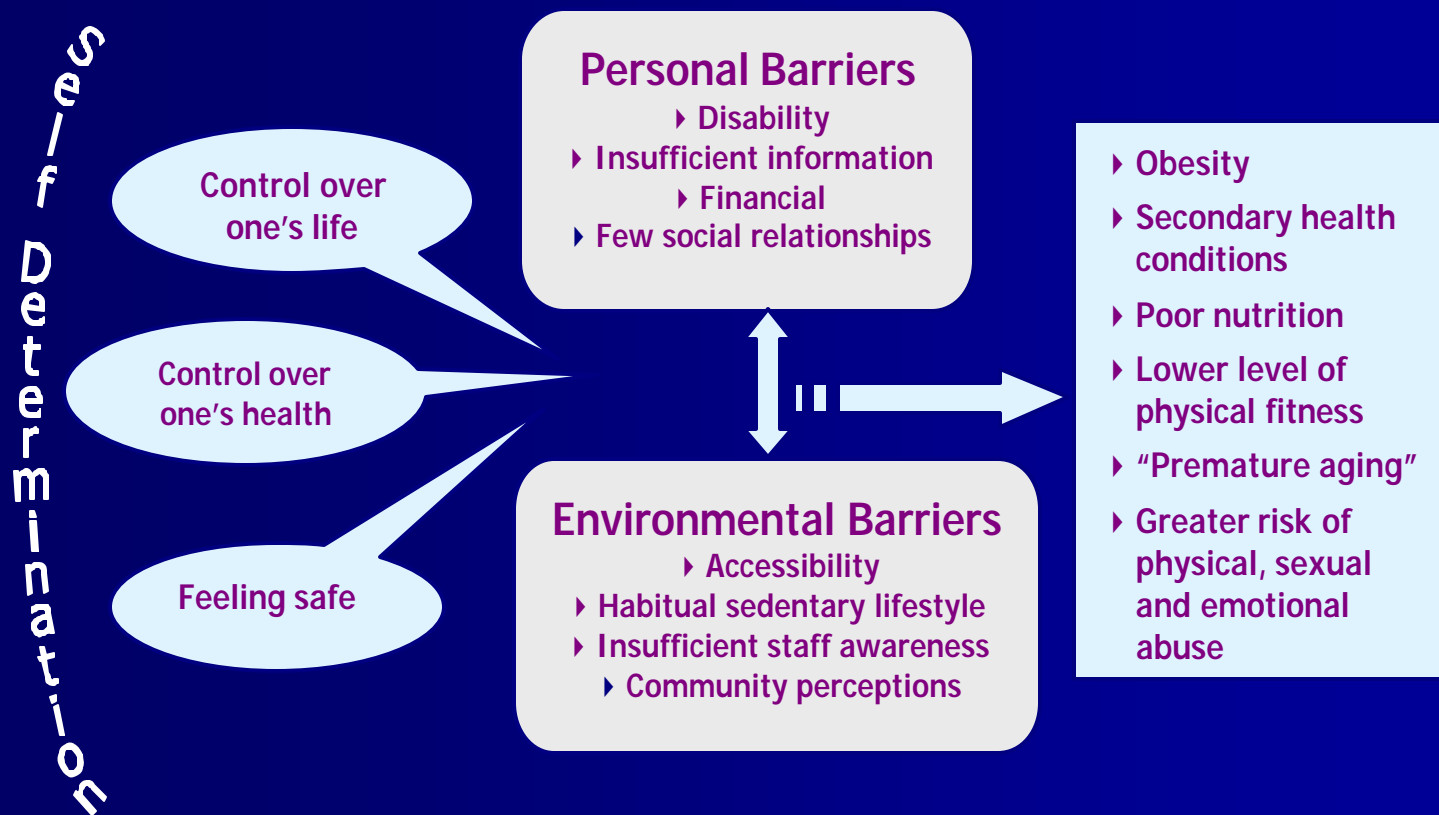 Self Determination
Control over
one's life
Control over
one's health
Feeling safe
Personal Barriers
Disability
Insufficient information
Financial
Few social relationships
Environmental Barriers
Accessibility
Habitual sedentary lifestyle
Insufficient staff awareness
Community perceptions
Obesity
Secondary health
conditions
Poor nutrition
Lower level of
physical fitness
“Premature aging”
Greater risk of
physical, sexual
and emotional
abuse